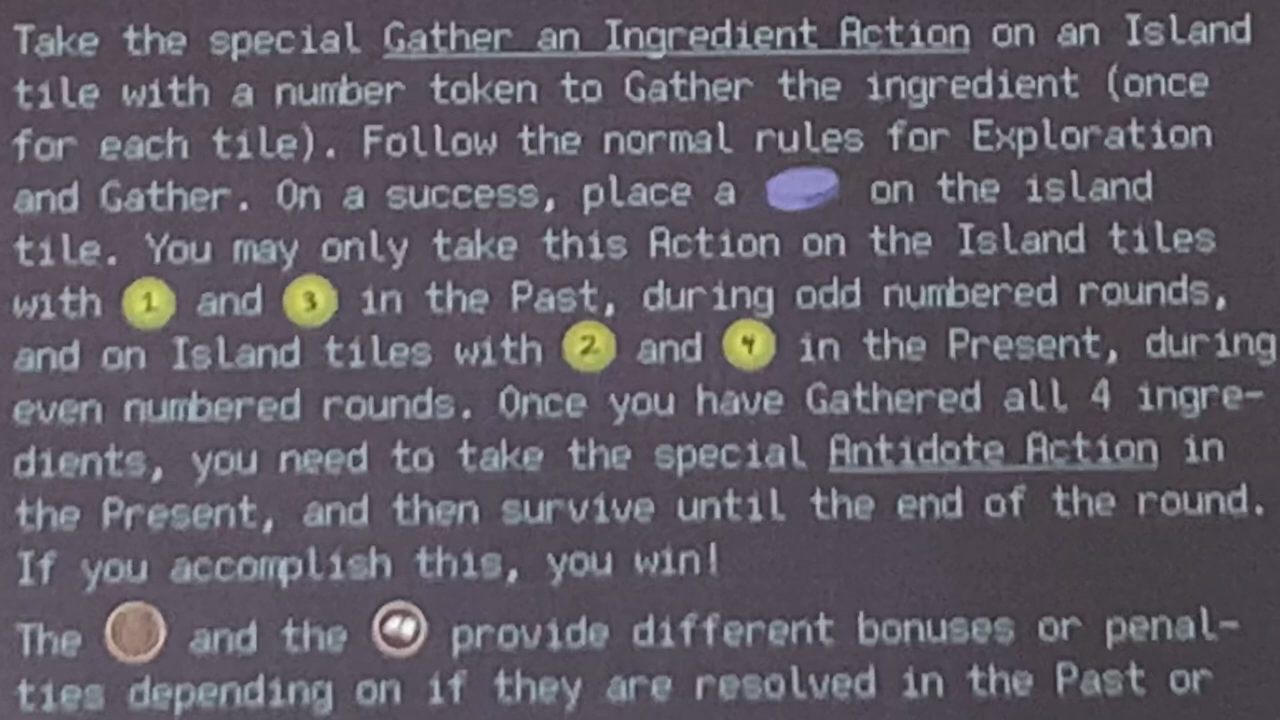 Take the special Gather an Ingredient Action on an Island
tile with a number token to Gather the ingredient (once
for each tile). Follow the normal rules for Exploration
and Gather. On a success, place a on the island
tile. You may only take this Action on the Island tiles
with 1 and 3 in the Past, during odd numbered rounds,
and on Island tiles with 2 and 4 in the Present, during
even numbered rounds. Once you have Gathered all 4 ingre-
dients, you need to take the special Antidote Action in
the Present, and then survive until the end of the round.
If you accomplish this, you win!
The and the provide different bonuses or penal-
ties depending on if they are resolved in the Past or